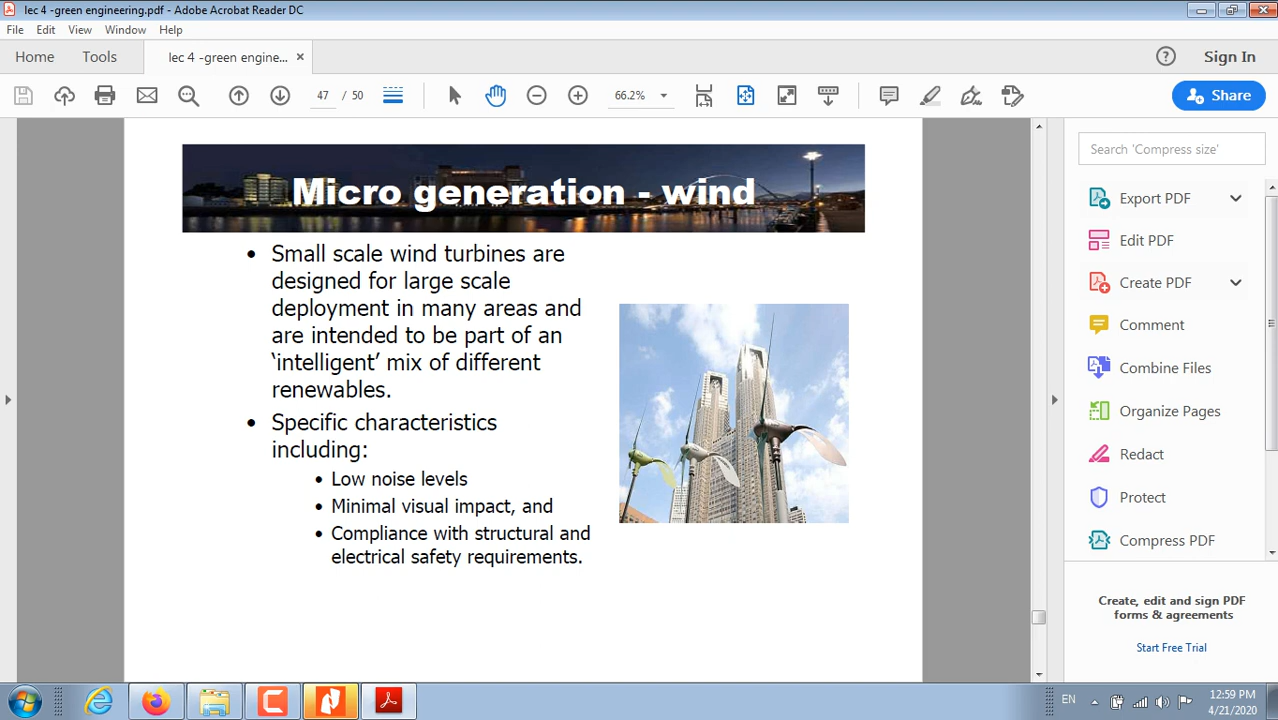 lec 4 -green engineering.pdf - Adobe Acrobat Reader DC
File Edit View Window Help
Home Tools lec 4 -green engine... × Sign In
47 / 50 66.2% Share
Micro generation - wind
• Small scale wind turbines are
designed for large scale
deployment in many areas and
are intended to be part of an
‘intelligent’ mix of different
renewables.
• Specific characteristics
including:
• Low noise levels
• Minimal visual impact, and
• Compliance with structural and
electrical safety requirements.
Search 'Compress size'
Export PDF
Edit PDF
Create PDF
Comment
Combine Files
Organize Pages
Redact
Protect
Compress PDF
Create, edit and sign PDF
forms & agreements
Start Free Trial
EN
12:59 PM
4/21/2020